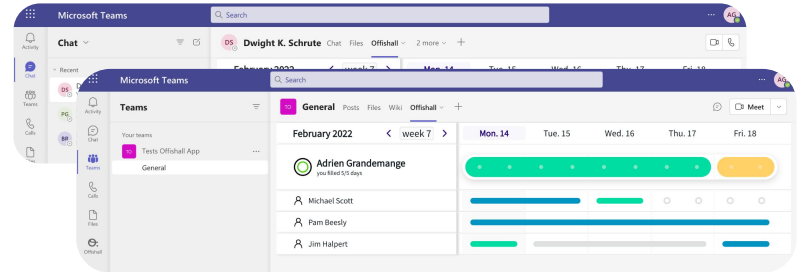 Microsoft Teams
Search
AG
Activity
Chat
DS Dwight K. Schrute Chat Files Offishall 2 more
Chat
Recent
February 2022 week 7 Mon. 14 Tue. 15 Wed. 16 Thu. 17 Fri. 18
DS
Teams
PG
Calls
BR
Microsoft Teams
Search
AG
Activity
Teams
TO General Posts Files Wiki Offishall
Meet
Chat
Your teams
February 2022 week 7 Mon. 14 Tue. 15 Wed. 16 Thu. 17 Fri. 18
TO Tests Offishall App
Teams
General
Adrien Grandemange
you filled 5/5 days
Calls
Michael Scott
Files
Pam Beesly
Offishall
Jim Halpert